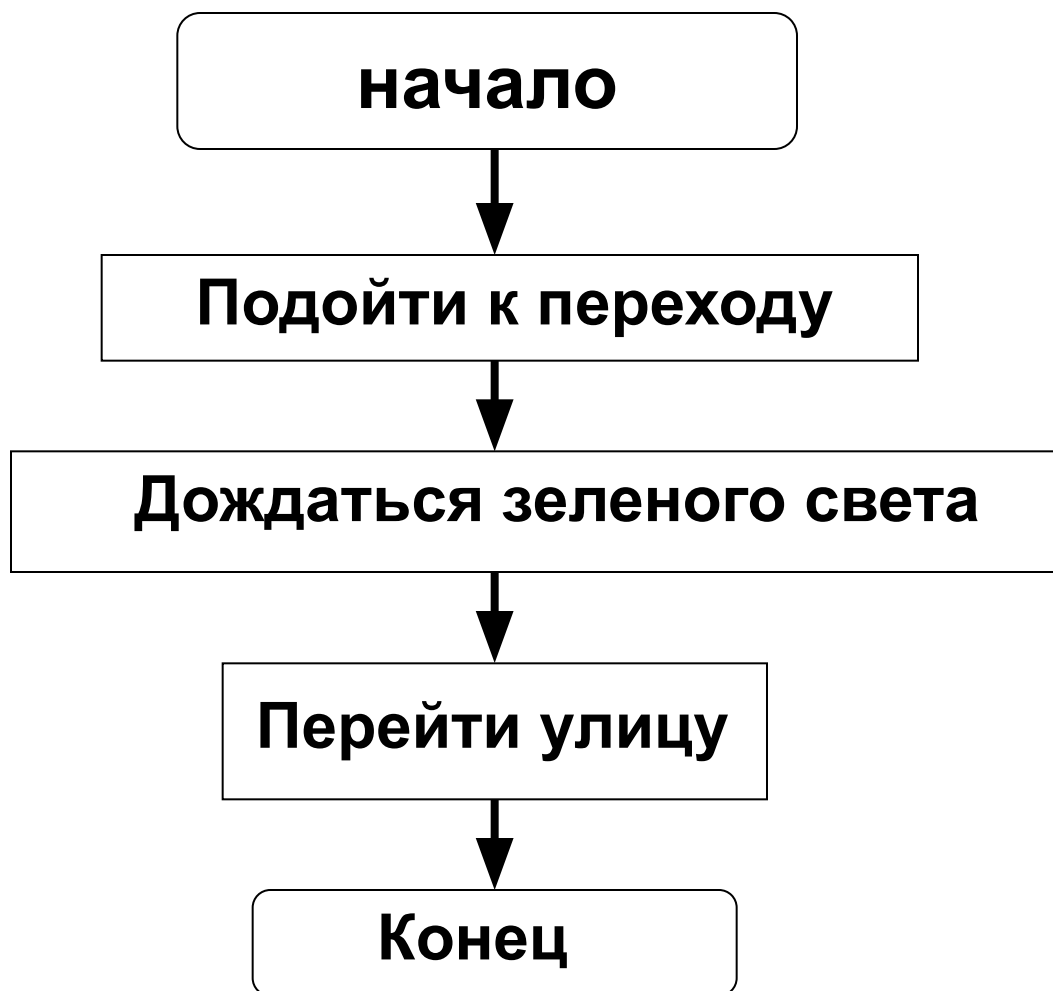 начало
Подойти к переходу
Дождаться зеленого света
Перейти улицу
Конец